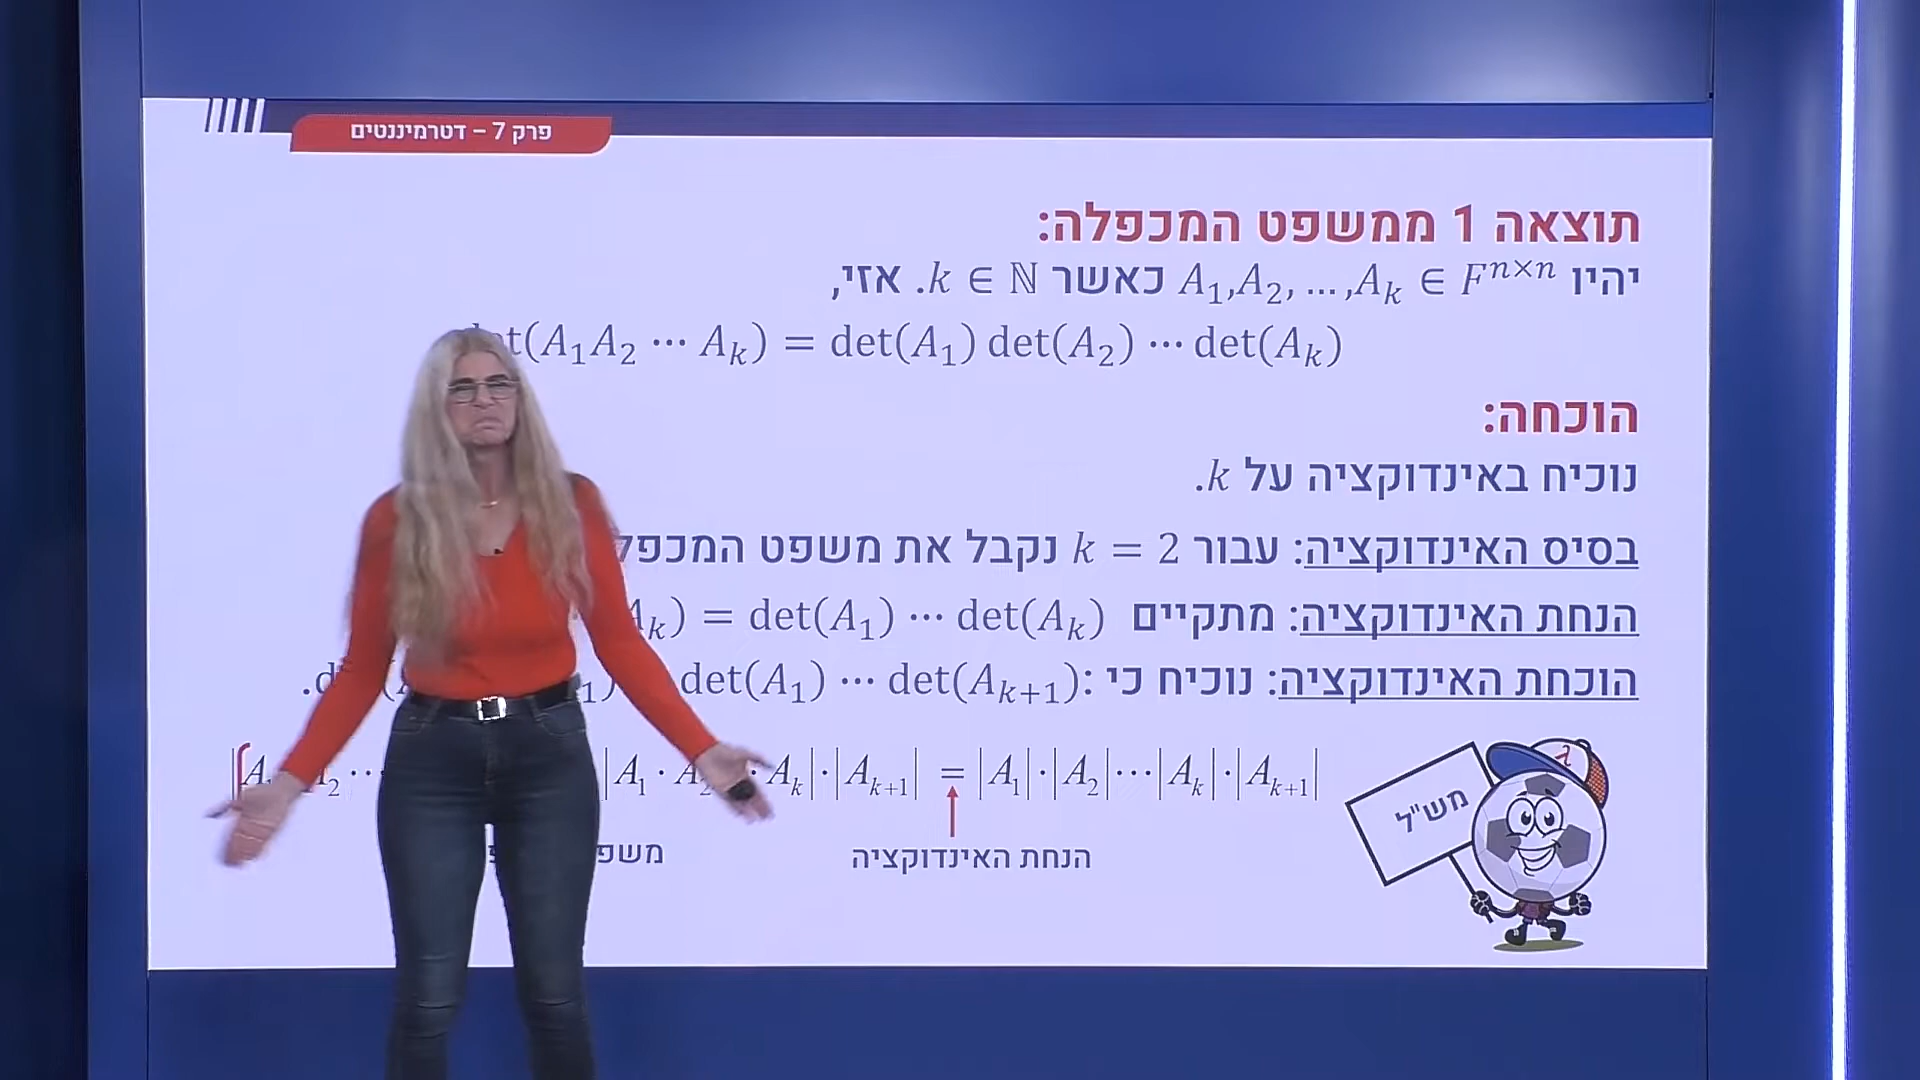 פרק 7 – דטרמיננטים
תוצאה 1 ממשפט המכפלה:
יהיו A₁,A₂, … ,Aₖ ∈ Fⁿˣⁿ כאשר k ∈ ℕ. אזי,
(A₁A₂ ⋯ Aₖ) = det(A₁) det(A₂) ⋯ det(Aₖ)
הוכחה:
נוכיח באינדוקציה על k.
בסיס האינדוקציה: עבור k = 2 נקבל את משפט
הנחת האינדוקציה: מתקיים Aₖ) = det(A₁) ⋯ det(Aₖ)
הוכחת האינדוקציה: נוכיח כי: det(A₁) ⋯ det(Aₖ₊₁).
|A₁ · A₂ · Aₖ|·|Aₖ₊₁| = |A₁|·|A₂|⋯|Aₖ|·|Aₖ₊₁|
הנחת האינדוקציה
מש"ל